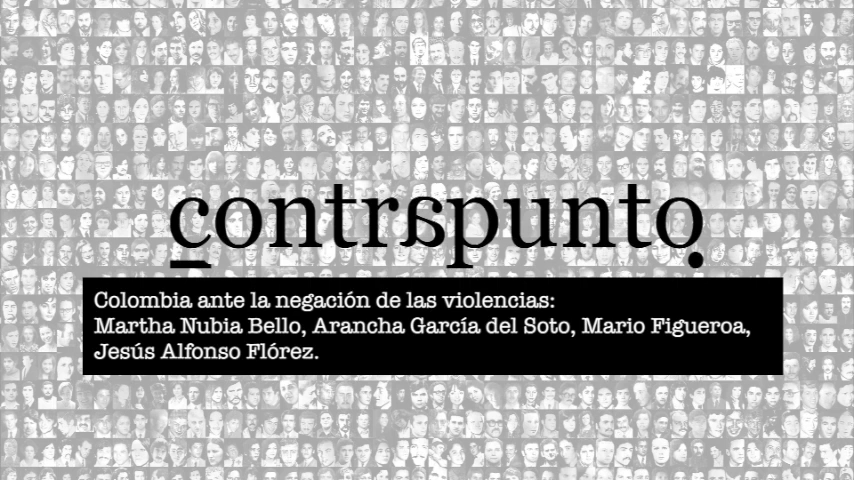 contrapunto
Colombia ante la negación de las violencias:
Martha Nubia Bello, Arancha García del Soto, Mario Figueroa,
Jesús Alfonso Flórez.